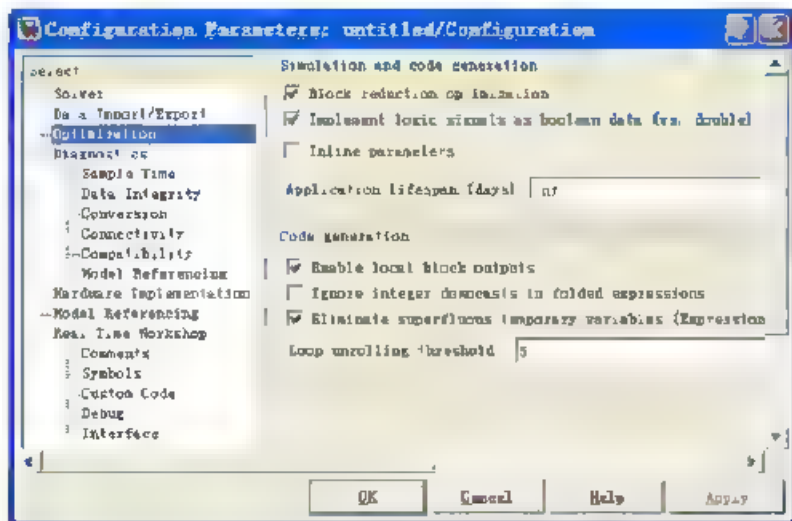 Configuration Parameters: untitled/Configuration
Select
Solver
Data Import/Export
Optimization
Diagnostics
Sample Time
Data Integrity
Conversion
Connectivity
Compatibility
Model Referencing
Hardware Implementation
Model Referencing
Real Time Workshop
Comments
Symbols
Custom Code
Debug
Interface
Simulation and code generation
Block reduction optimization
Implement logic signals as boolean data (vs. double)
Inline parameters
Application lifespan (days) inf
Code generation
Enable local block outputs
Ignore integer downcasts in folded expressions
Eliminate superfluous temporary variables (Expression
Loop unrolling threshold 5
OK Cancel Help Apply